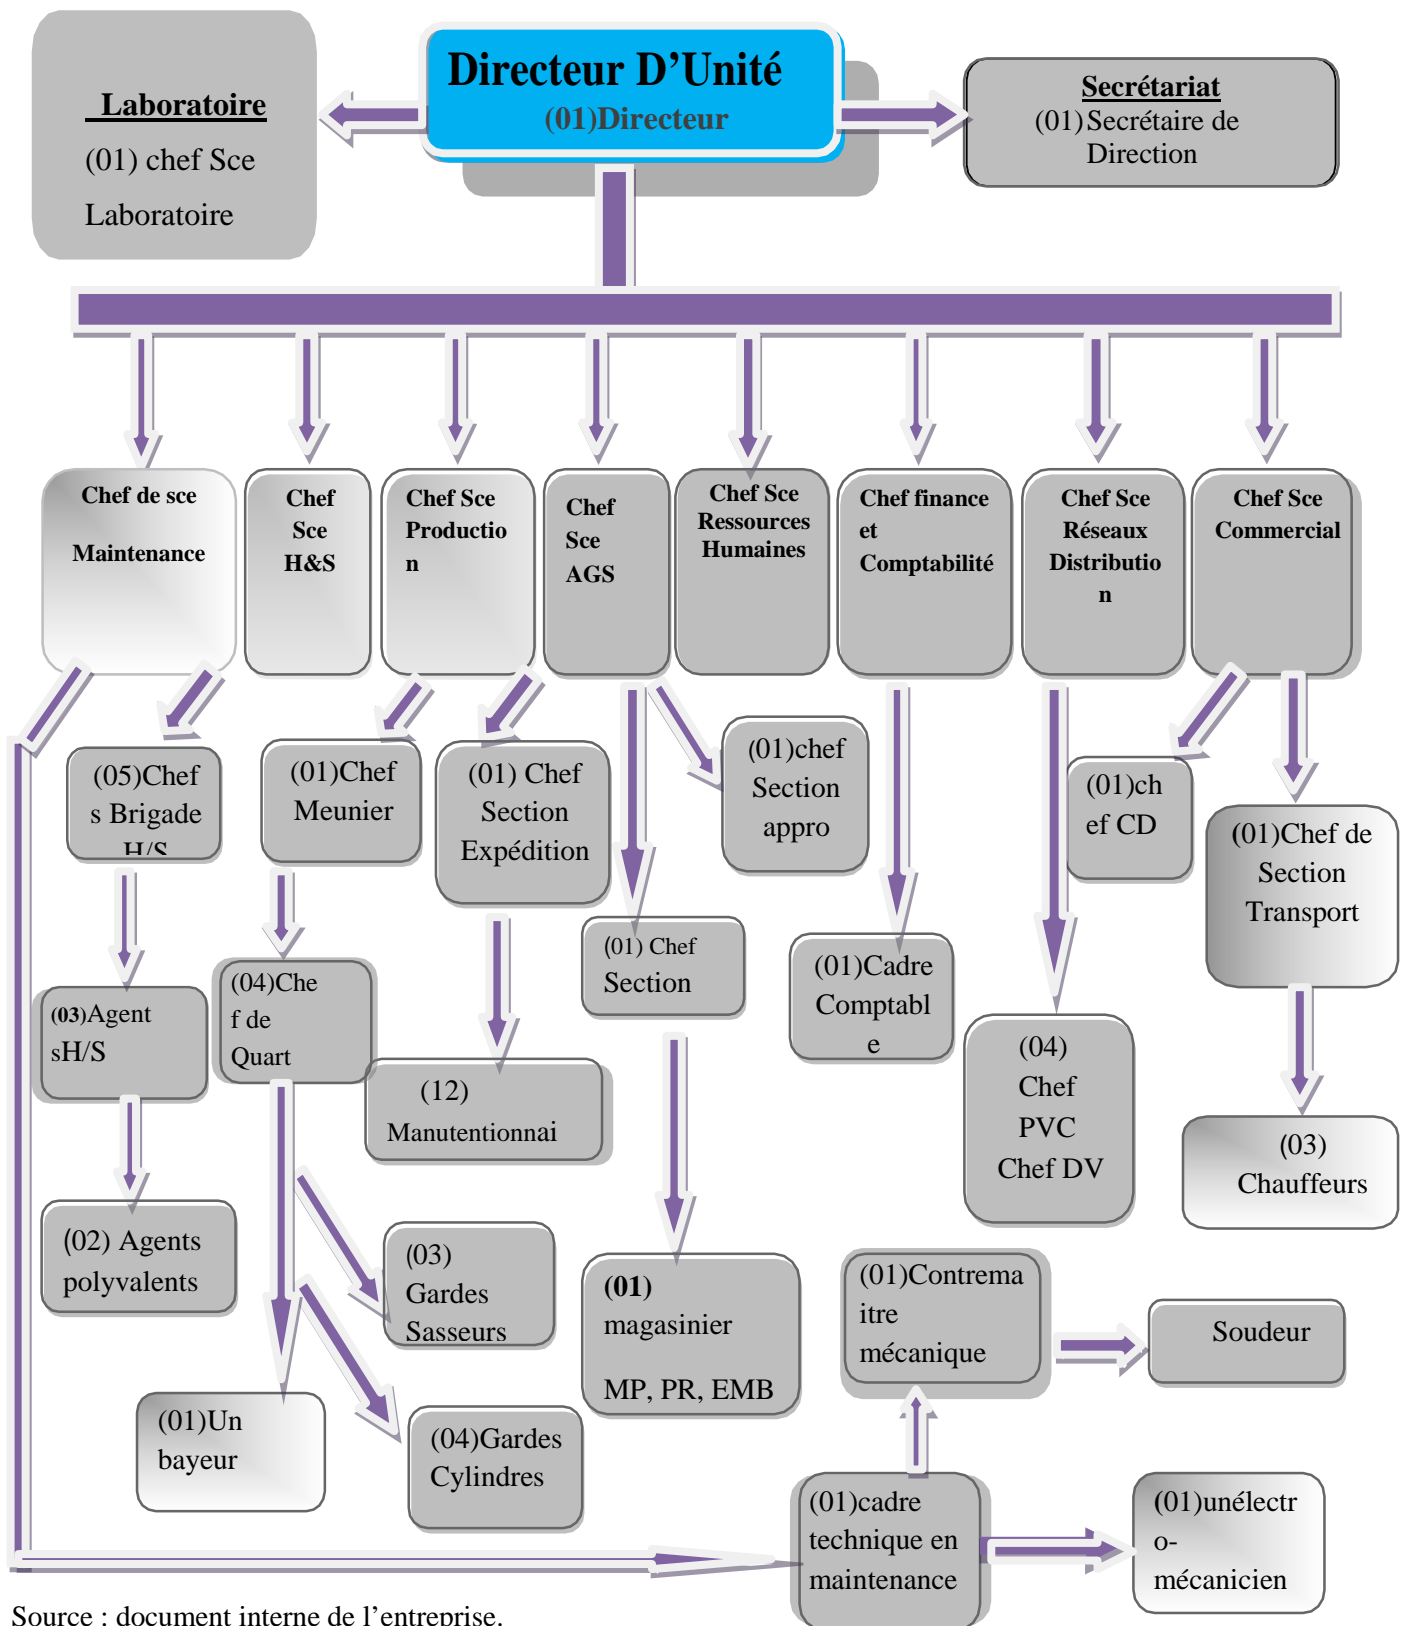 Directeur D’Unité
(01)Directeur
Laboratoire
(01) chef Sce
Laboratoire
Secrétariat
(01)Secrétaire de
Direction
Chef de sce
Maintenance
Chef
Sce
H&S
Chef Sce
Productio
n
Chef
Sce
AGS
Chef Sce
Ressources
Humaines
Chef finance
et
Comptabilité
Chef Sce
Réseaux
Distributio
n
Chef Sce
Commercial
(05)Chef
s Brigade
H/S
(01)Chef
Meunier
(01) Chef
Section
Expédition
(01)chef
Section
appro
(01)ch
ef CD
(01)Chef de
Section
Transport
(01) Chef
Section
(01)Cadre
Comptabl
e
(03)Agent
sH/S
(04)Che
f de
Quart
(12)
Manutentionnai
(04)
Chef
PVC
Chef DV
(03)
Chauffeurs
(02) Agents
polyvalents
(03)
Gardes
Sasseurs
(01)
magasinier
MP, PR, EMB
(01)Contrema
itre
mécanique
Soudeur
(01)Un
bayeur
(04)Gardes
Cylindres
(01)cadre
technique en
maintenance
(01)unélectr
o-
mécanicien
Source : document interne de l’entreprise.